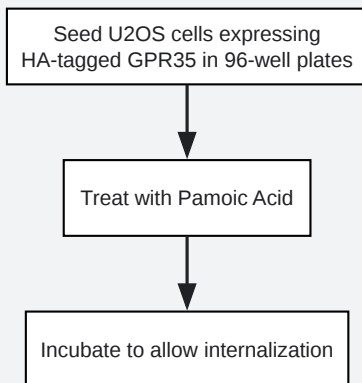 Seed U2OS cells expressing
HA-tagged GPR35 in 96-well plates
Treat with Pamoic Acid
Incubate to allow internalization